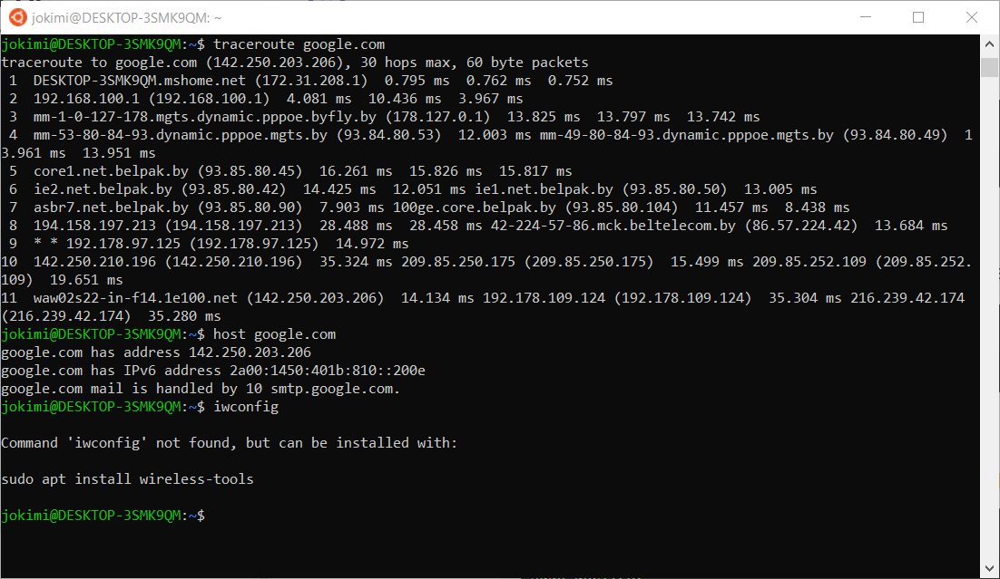 jokimi@DESKTOP-3SMK9QM: ~
jokimi@DESKTOP-3SMK9QM:~$ traceroute google.com
traceroute to google.com (142.250.203.206), 30 hops max, 60 byte packets
 1  DESKTOP-3SMK9QM.mshome.net (172.31.208.1)  0.795 ms  0.762 ms  0.752 ms
 2  192.168.100.1 (192.168.100.1)  4.081 ms  10.436 ms  3.967 ms
 3  mm-1-0-127-178.mgts.dynamic.pppoe.byfly.by (178.127.0.1)  13.825 ms  13.797 ms  13.742 ms
 4  mm-53-80-84-93.dynamic.pppoe.mgts.by (93.84.80.53)  12.003 ms mm-49-80-84-93.dynamic.pppoe.mgts.by (93.84.80.49)  1
3.961 ms  13.951 ms
 5  core1.net.belpak.by (93.85.80.45)  16.261 ms  15.826 ms  15.817 ms
 6  ie2.net.belpak.by (93.85.80.42)  14.425 ms  12.051 ms ie1.net.belpak.by (93.85.80.50)  13.005 ms
 7  asbr7.net.belpak.by (93.85.80.90)  7.903 ms 100ge.core.belpak.by (93.85.80.104)  11.457 ms  8.438 ms
 8  194.158.197.213 (194.158.197.213)  28.488 ms  28.458 ms 42-224-57-86.mck.beltelecom.by (86.57.224.42)  13.684 ms
 9  * * 192.178.97.125 (192.178.97.125)  14.972 ms
10  142.250.210.196 (142.250.210.196)  35.324 ms 209.85.250.175 (209.85.250.175)  15.499 ms 209.85.252.109 (209.85.252.
109)  19.651 ms
11  waw02s22-in-f14.1e100.net (142.250.203.206)  14.134 ms 192.178.109.124 (192.178.109.124)  35.304 ms 216.239.42.174
(216.239.42.174)  35.280 ms
jokimi@DESKTOP-3SMK9QM:~$ host google.com
google.com has address 142.250.203.206
google.com has IPv6 address 2a00:1450:401b:810::200e
google.com mail is handled by 10 smtp.google.com.
jokimi@DESKTOP-3SMK9QM:~$ iwconfig
Command 'iwconfig' not found, but can be installed with:
sudo apt install wireless-tools
jokimi@DESKTOP-3SMK9QM:~$